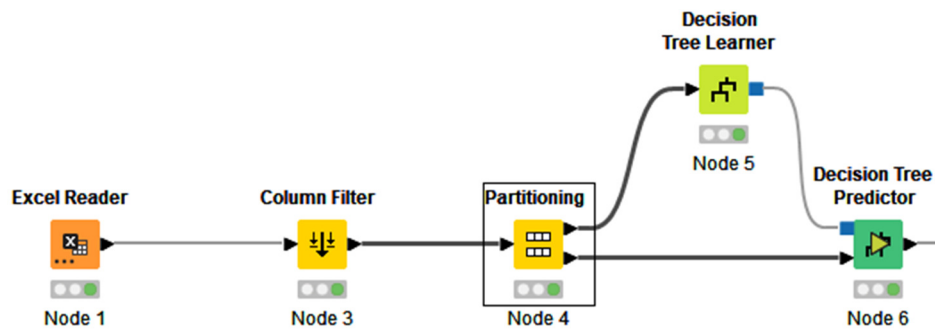 Decision
Tree Learner
Node 5
Excel Reader
Node 1
Column Filter
Node 3
Partitioning
Node 4
Decision Tree
Predictor
Node 6